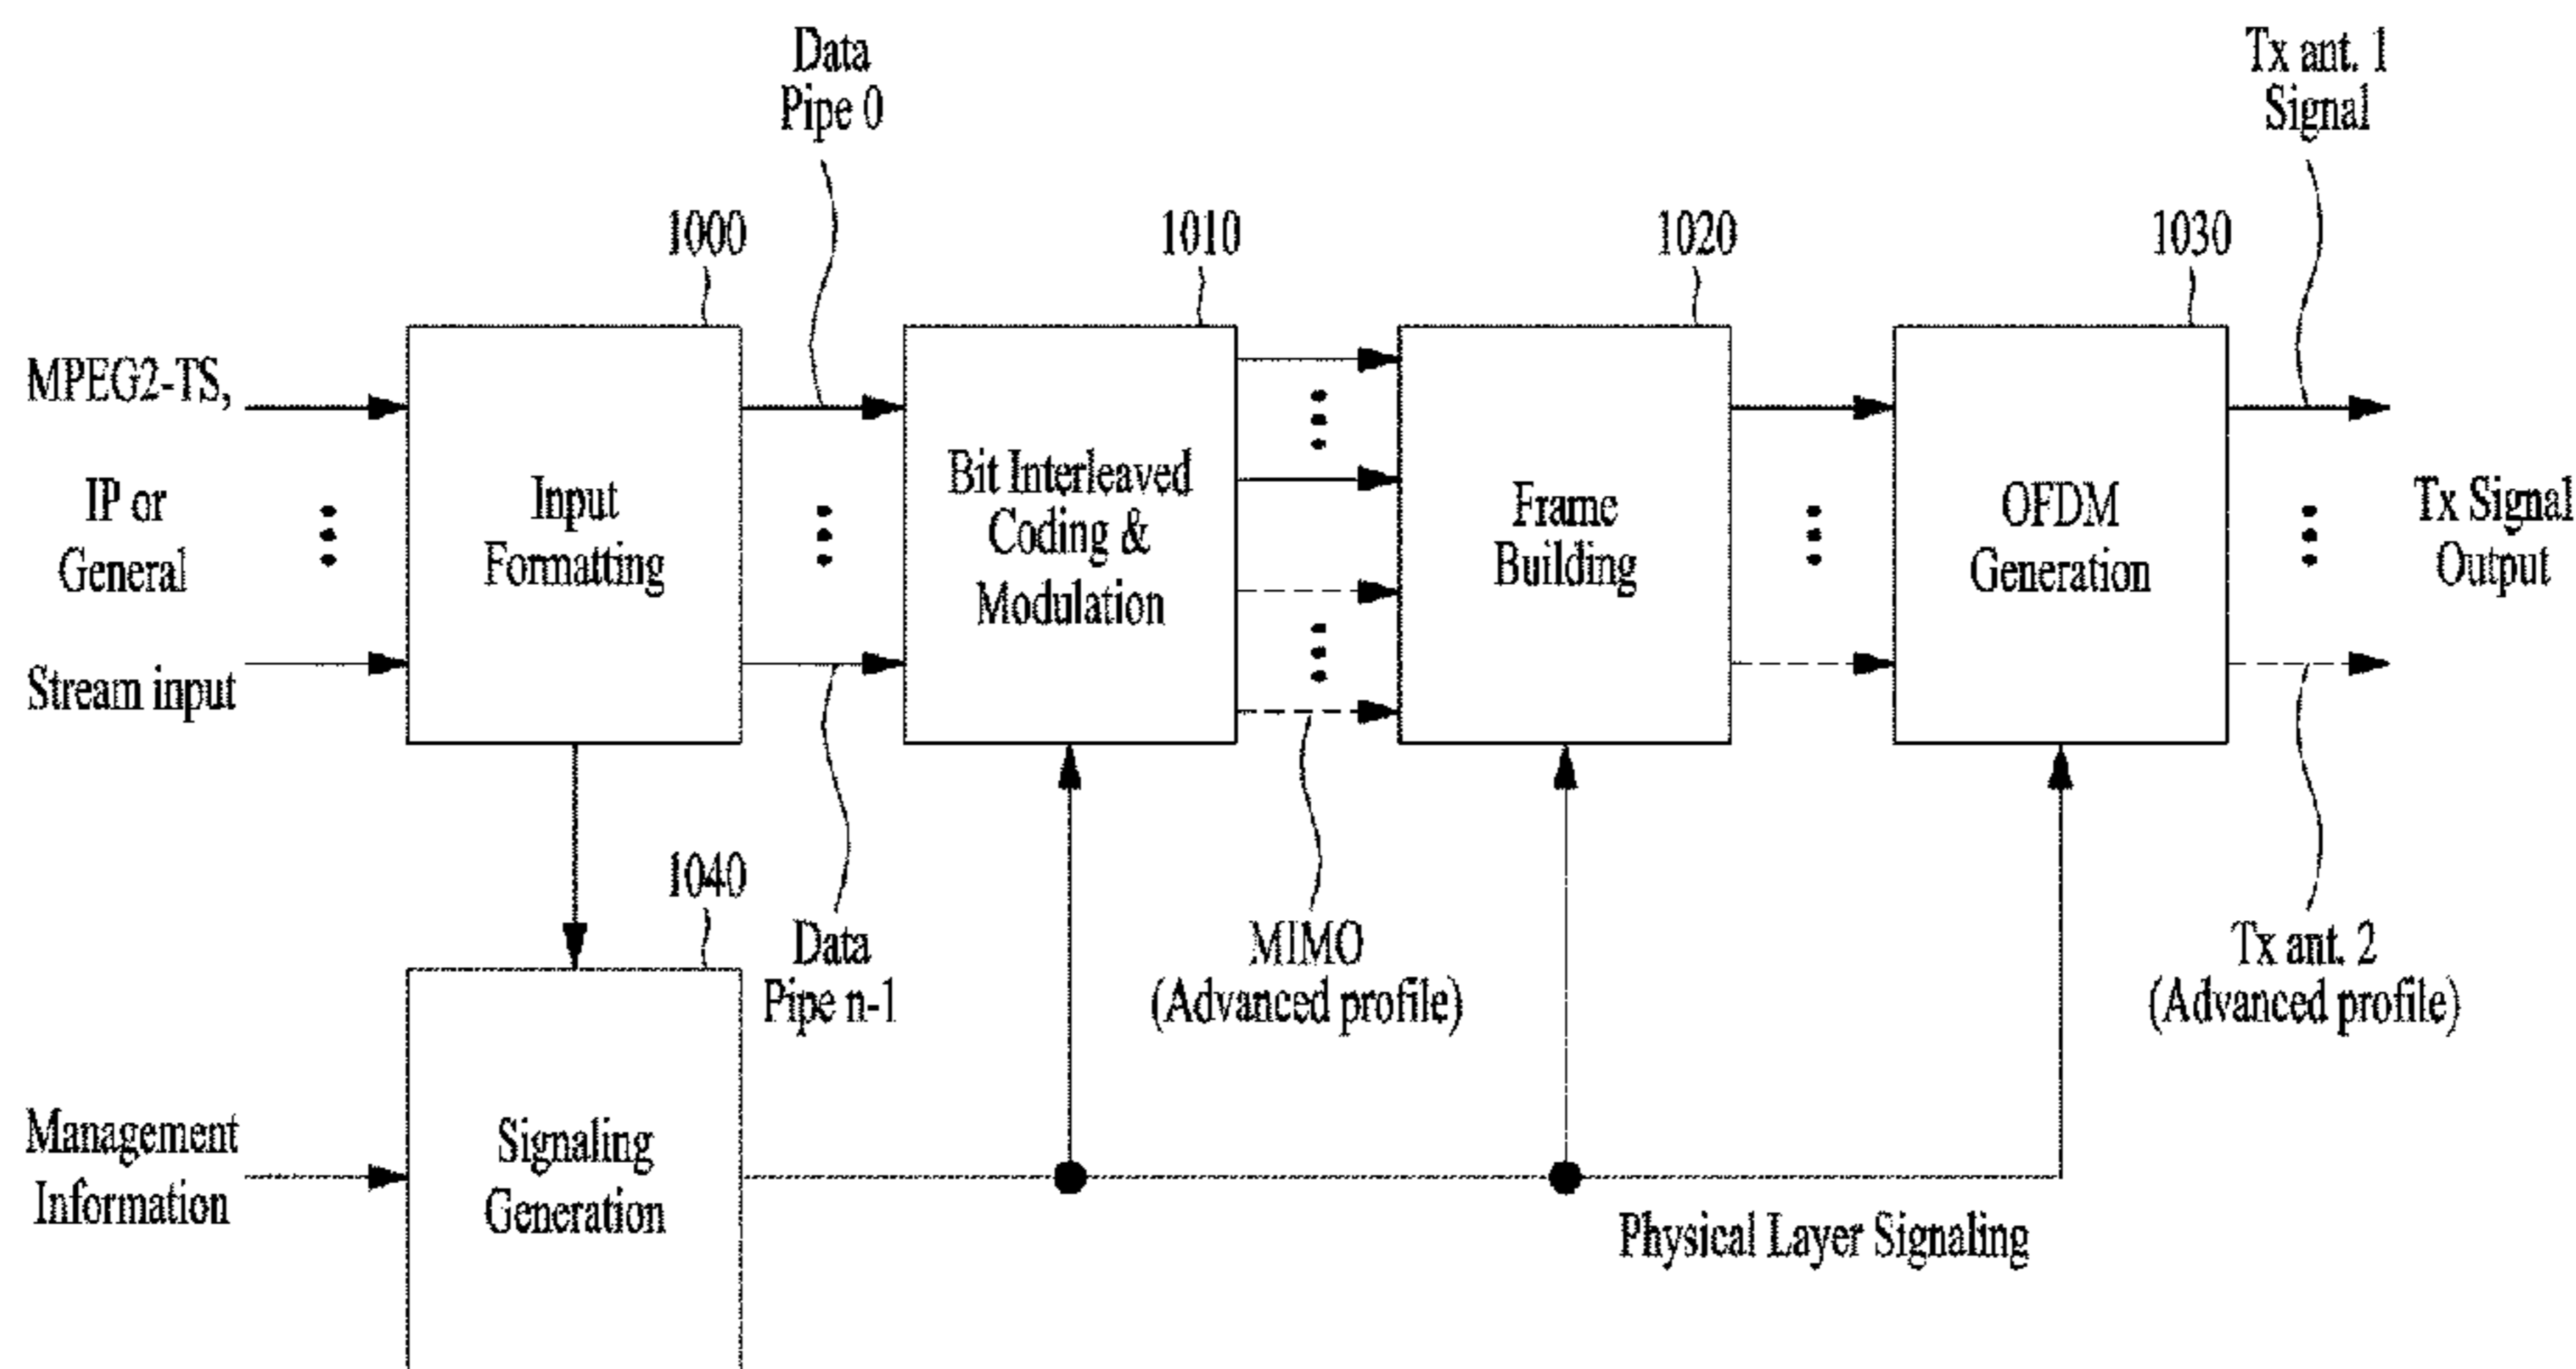 Data
Pipe 0
Tx ant. 1
Signal
1000
1010
1020
1030
MPEG2-TS,
IP or
General
Stream input
Input
Formatting
Bit Interleaved
Coding &
Modulation
Frame
Building
OFDM
Generation
Tx Signal
Output
1040
Data
Pipe n-1
MIMO
(Advanced profile)
Tx ant. 2
(Advanced profile)
Management
Information
Signaling
Generation
Physical Layer Signaling